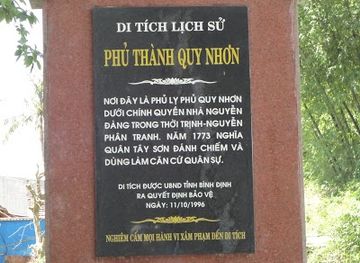 DI TÍCH LỊCH SỬ
PHỦ THÀNH QUY NHƠN
NƠI ĐÂY LÀ PHỦ LỴ PHỦ QUY NHƠN
DƯỚI CHÍNH QUYỀN NHÀ NGUYỄN
ĐÀNG TRONG THỜI TRỊNH-NGUYỄN
PHÂN TRANH. NĂM 1773 NGHĨA
QUÂN TÂY SƠN ĐÁNH CHIẾM VÀ
DÙNG LÀM CĂN CỨ QUÂN SỰ.
DI TÍCH ĐƯỢC UBND TỈNH BÌNH ĐỊNH
RA QUYẾT ĐỊNH BẢO VỆ
NGÀY: 11/10/1996
NGHIÊM CẤM MỌI HÀNH VI XÂM PHẠM ĐẾN DI TÍCH